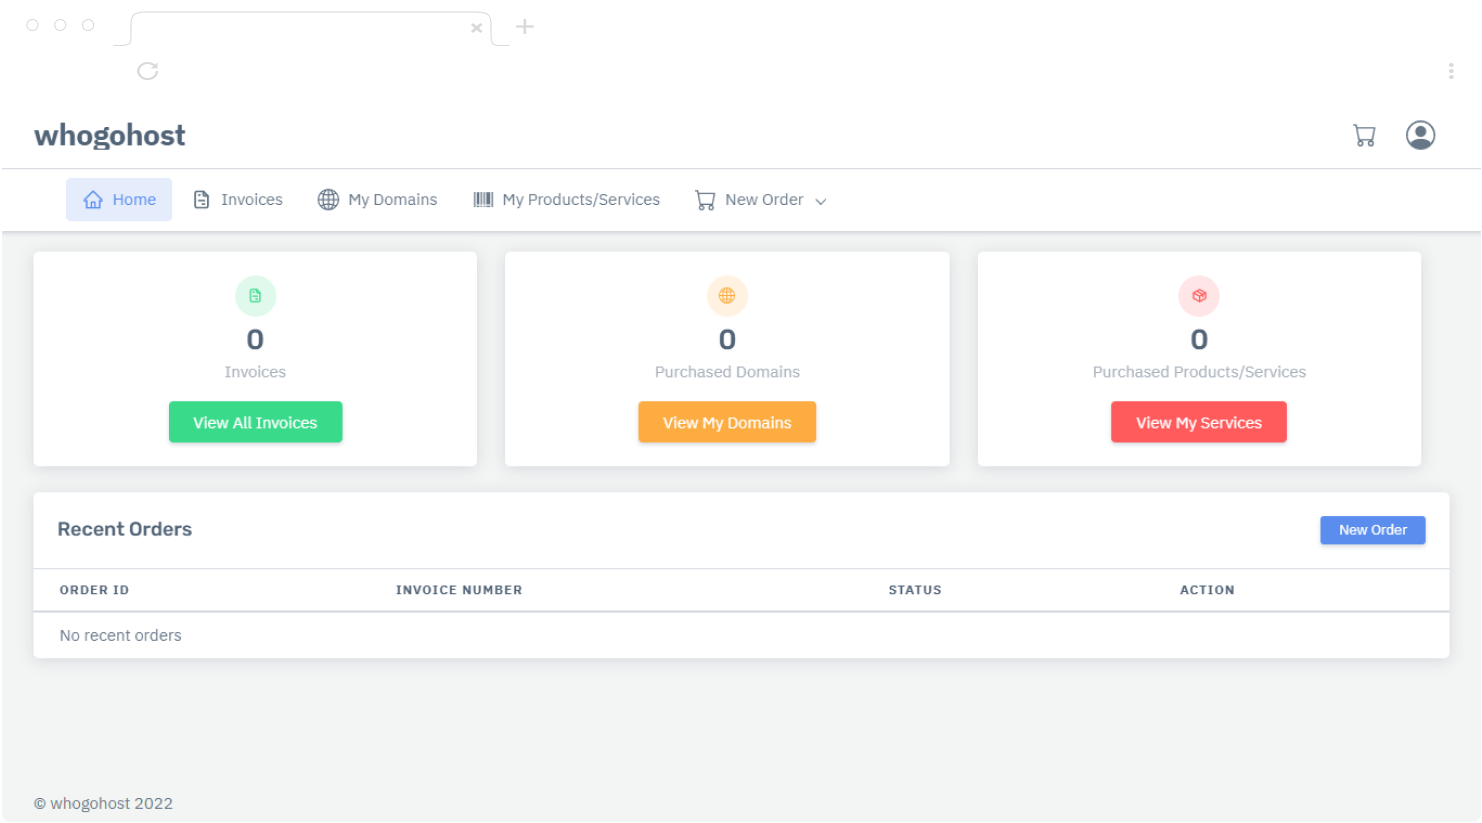 whogohost
Home Invoices My Domains My Products/Services New Order
0 0 0
Invoices Purchased Domains Purchased Products/Services
View All Invoices View My Domains View My Services
Recent Orders New Order
ORDER ID INVOICE NUMBER STATUS ACTION
No recent orders
© whogohost 2022